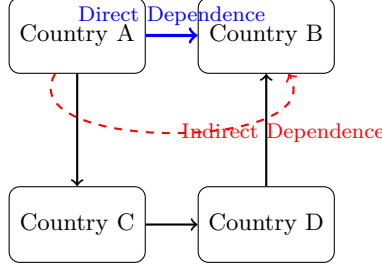 Direct Dependence
Country A
Country B
Indirect Dependence
Country C
Country D